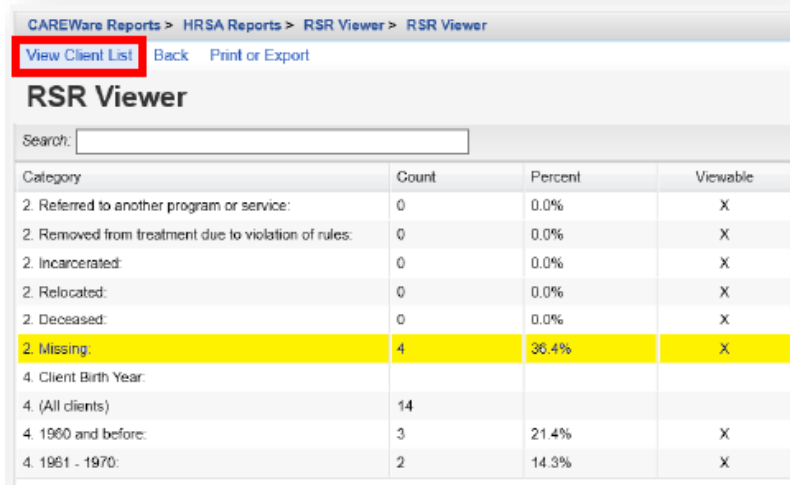 CAREWare Reports > HRSA Reports > RSR Viewer > RSR Viewer
View Client List Back Print or Export
RSR Viewer
Search:
Category Count Percent Viewable
2. Referred to another program or service: 0 0.0% X
2. Removed from treatment due to violation of rules: 0 0.0% X
2. Incarcerated: 0 0.0% X
2. Relocated: 0 0.0% X
2. Deceased: 0 0.0% X
2. Missing: 4 36.4% X
4. Client Birth Year:
4. (All clients) 14
4. 1960 and before: 3 21.4% X
4. 1961 - 1970: 2 14.3% X